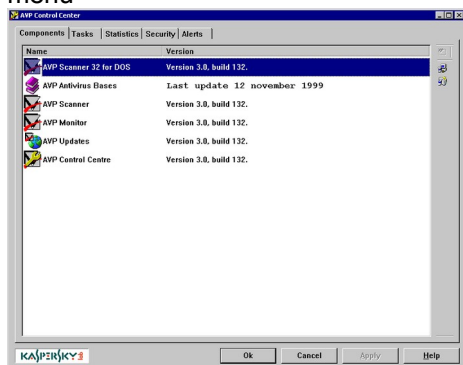 menu
AVP Control Center
Components Tasks Statistics Security Alerts
Name Version
AVP Scanner 32 for DOS Version 3.0, build 132.
AVP Antivirus Bases Last update 12 november 1999
AVP Scanner Version 3.0, build 132.
AVP Monitor Version 3.0, build 132.
AVP Updates Version 3.0, build 132.
AVP Control Centre Version 3.0, build 132.
KASPERSKY Ok Cancel Apply Help